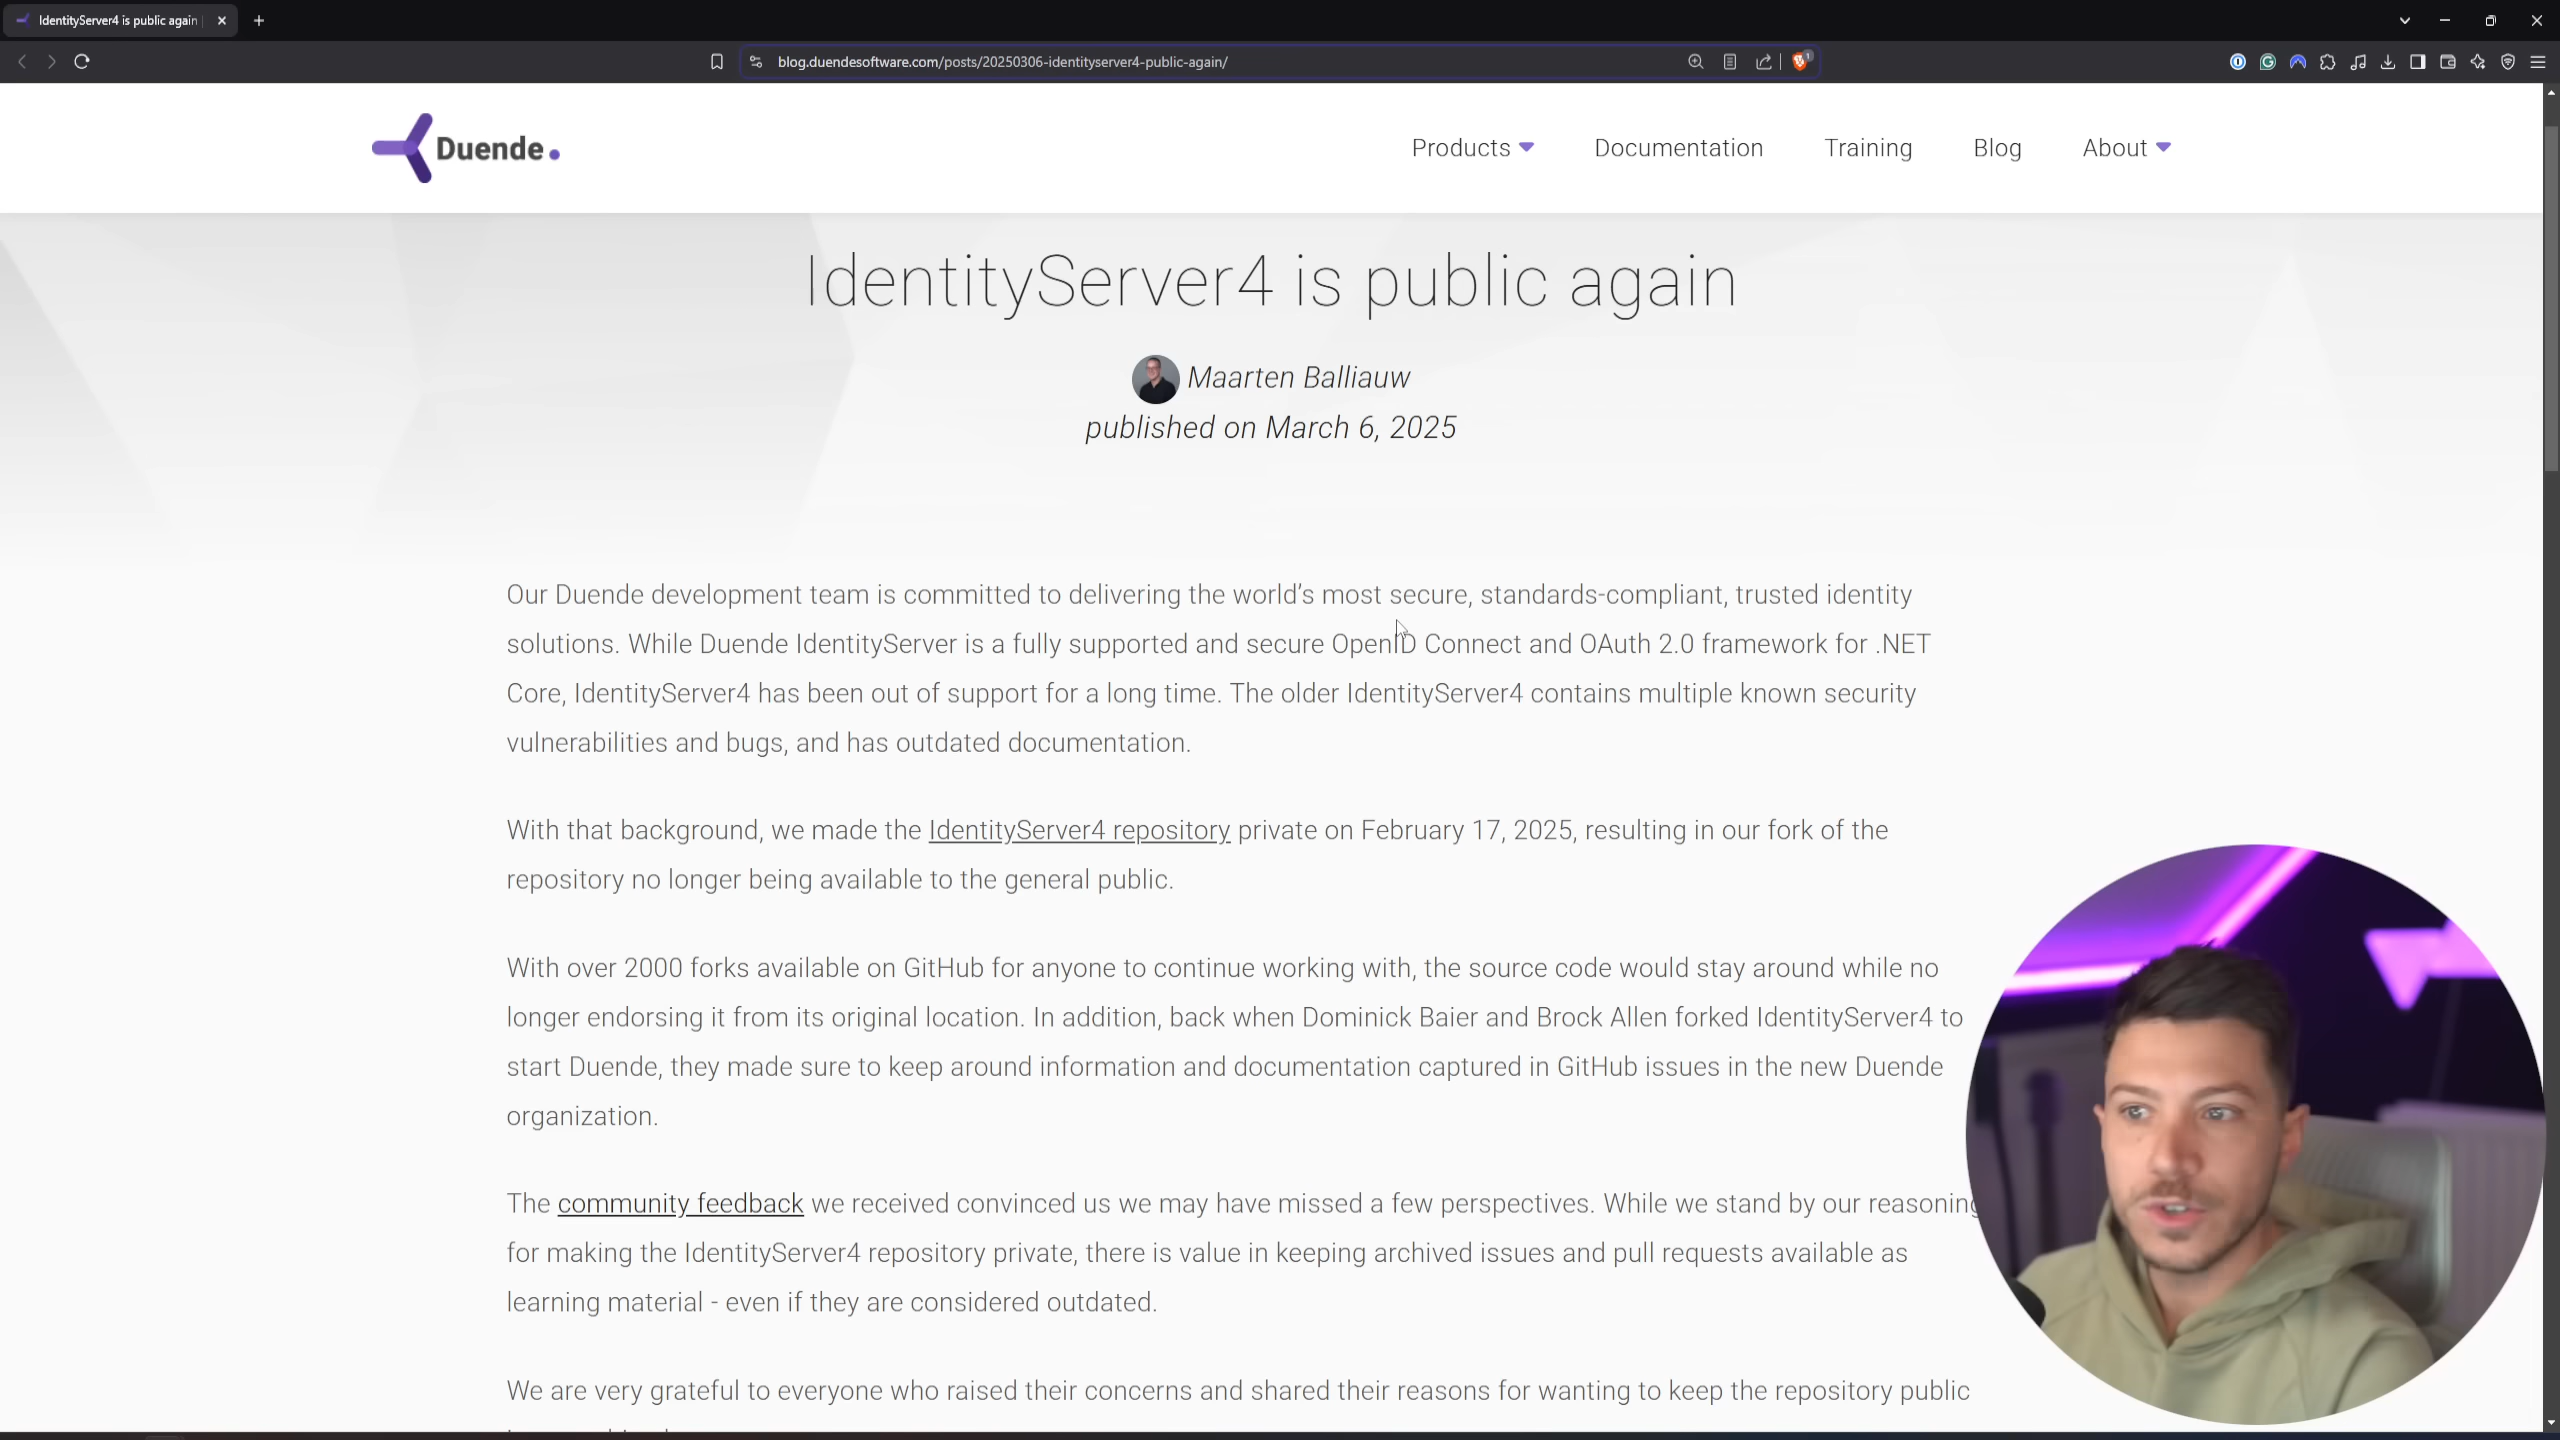 IdentityServer4 is public again
blog.duendesoftware.com/posts/20250306-identityserver4-public-again/
1
Duende.
Products
Documentation
Training
Blog
About
IdentityServer4 is public again
Maarten Balliauw
published on March 6, 2025
Our Duende development team is committed to delivering the world's most secure, standards-compliant, trusted identity
solutions. While Duende IdentityServer is a fully supported and secure OpenID Connect and OAuth 2.0 framework for .NET
Core, IdentityServer4 has been out of support for a long time. The older IdentityServer4 contains multiple known security
vulnerabilities and bugs, and has outdated documentation.
With that background, we made the IdentityServer4 repository private on February 17, 2025, resulting in our fork of the
repository no longer being available to the general public.
With over 2000 forks available on GitHub for anyone to continue working with, the source code would stay around while no
longer endorsing it from its original location. In addition, back when Dominick Baier and Brock Allen forked IdentityServer4 to
start Duende, they made sure to keep around information and documentation captured in GitHub issues in the new Duende
organization.
The community feedback we received convinced us we may have missed a few perspectives. While we stand by our reasoning
for making the IdentityServer4 repository private, there is value in keeping archived issues and pull requests available as
learning material - even if they are considered outdated.
We are very grateful to everyone who raised their concerns and shared their reasons for wanting to keep the repository public